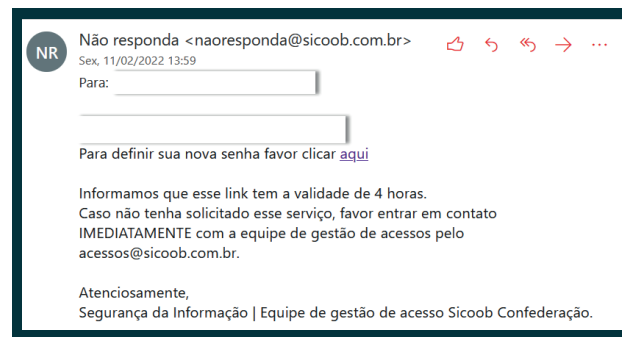 NR
Não responda <naoresponda@sicoob.com.br>
Sex, 11/02/2022 13:59
Para:
Para definir sua nova senha favor clicar aqui
Informamos que esse link tem a validade de 4 horas.
Caso não tenha solicitado esse serviço, favor entrar em contato
IMEDIATAMENTE com a equipe de gestão de acessos pelo
acessos@sicoob.com.br.
Atenciosamente,
Segurança da Informação | Equipe de gestão de acesso Sicoob Confederação.